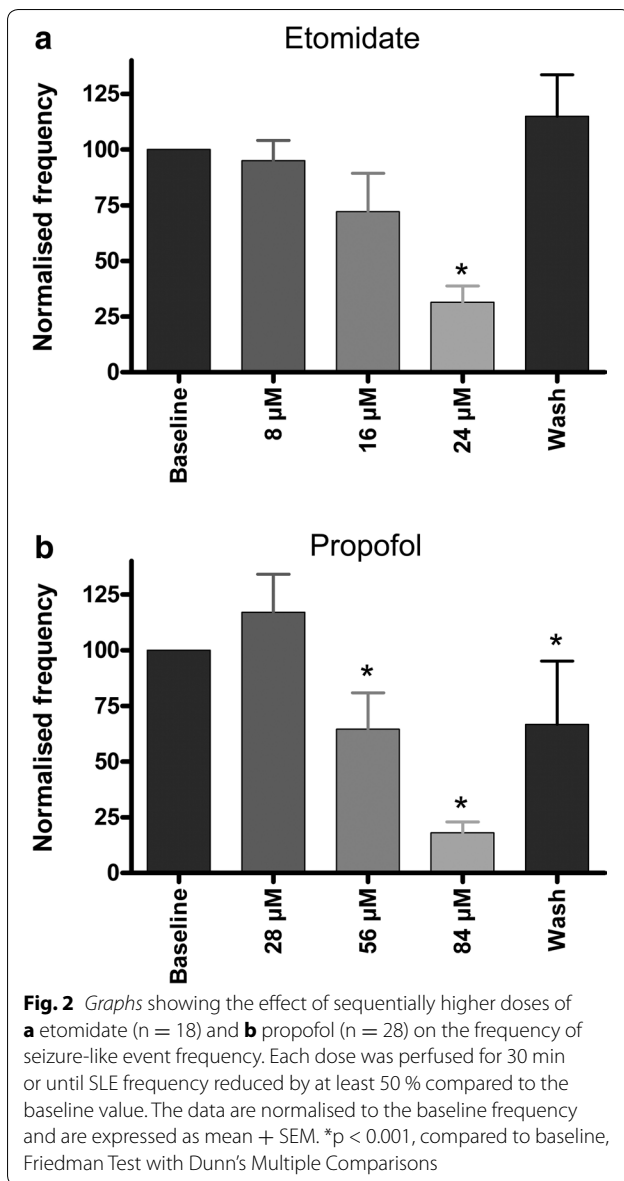 a
Etomidate
Normalised frequency
125
100
75
50
25
0
*
Baseline
8 µM
16 µM
24 µM
Wash
b
Propofol
Normalised frequency
125
100
75
50
25
0
*
*
*
Baseline
28 µM
56 µM
84 µM
Wash
Fig. 2 Graphs showing the effect of sequentially higher doses of
a etomidate (n = 18) and b propofol (n = 28) on the frequency of
seizure-like event frequency. Each dose was perfused for 30 min
or until SLE frequency reduced by at least 50 % compared to the
baseline value. The data are normalised to the baseline frequency
and are expressed as mean + SEM. *p < 0.001, compared to baseline,
Friedman Test with Dunn's Multiple Comparisons